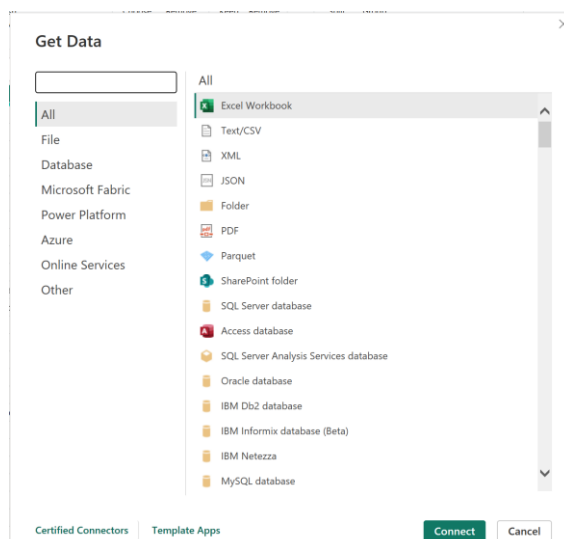 Get Data
All
File
Database
Microsoft Fabric
Power Platform
Azure
Online Services
Other
All
Excel Workbook
Text/CSV
XML
JSON
Folder
PDF
Parquet
SharePoint folder
SQL Server database
Access database
SQL Server Analysis Services database
Oracle database
IBM Db2 database
IBM Informix database (Beta)
IBM Netezza
MySQL database
Certified Connectors
Template Apps
Connect
Cancel